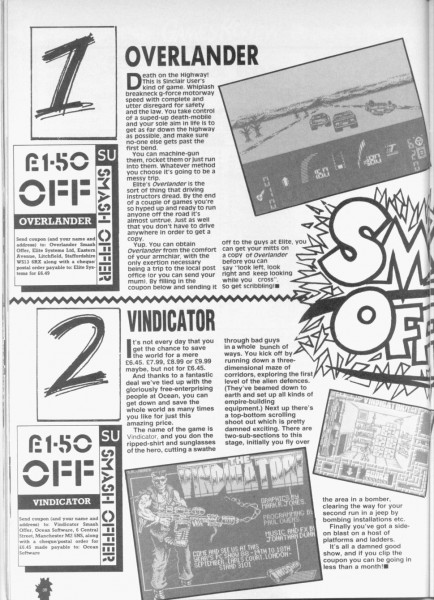 1
OVERLANDER
Death on the Highway!
This is Sinclair User's
kind of game. Whiplash
breakneck g-force motorway
speed with complete and
utter disregard for safety
and the law. You take control
of a suped-up death-mobile
and your sole aim in life is to
get as far down the highway
as possible, and make sure
no-one else gets past the
first bend.
You can machine-gun
them, rocket them or just run
into them. Whatever method
you choose it's going to be a
messy trip.
Elite's Overlander is the
sort of thing that driving
instructors dread. By the end
of a couple of games you're
so hyped up and ready to run
anyone off the road it's
almost untrue. Just as well
that you don't have to drive
anywhere in order to get a
copy.
Yup. You can obtain
Overlander from the comfort
of your armchiar, with the
only exertion necessary
being a trip to the local post
office (or you can send your
mum). By filling in the
coupon below and sending it
off to the guys at Elite, you
can get your mitts on
a copy of Overlander
before you can
say "look left, look
right and keep looking
while you cross".
So get scribbling!
£1·50
OFF
SU
SMASH OFFER
OVERLANDER
Send coupon (and your name and
address) to Overlander Smash
Offer, Elite Systems Ltd, Eastern
Avenue, Litchfield, Staffordshire
WS13 6RX along with a cheque/
postal order payable to: Elite Sys-
tems for £6.45
SM
OF
2
VINDICATOR
It's not every day that you
get the chance to save
the world for a mere
£6.45. £7.99, £8.99 or £9.99
maybe, but not for £6.45.
And thanks to a fantastic
deal we've tied up with the
gloriously free-enterprising
people at Ocean, you can
get down and save the
whole world as many times
you like for just this
amazing price.
The name of the game is
Vindicator, and you don the
ripped-shirt and sunglasses
of the hero, cutting a swathe
through bad guys
in a whole bunch of
ways. You kick off by
running down a three-
dimensional maze of
corridors, exploring the first
level of the alien defences.
(They've beamed down to
earth and set up all kinds of
empire-building
equipment.) Next up there's
a top-bottom scrolling
shoot out which is pretty
damned exciting. There are
two-sub-sections to this
stage, initially you fly over
the area in a bomber,
clearing the way for your
second run in a jeep by
bombing installations etc.
Finally you've got a side-
on blast on a host of
platforms and ladders.
It's all a damned good
show, and if you clip the
coupon you can be going in
less than a month!
£1·50
OFF
SU
SMASH OFFER
VINDICATOR
Send coupon (and your name and
address) to Vindicator Smash
Offer, Ocean Software, 6 Central
Street, Manchester M2 5NS, along
with a cheque/postal order for
£6.45 made payable to: Ocean
Software
VINDICATOR